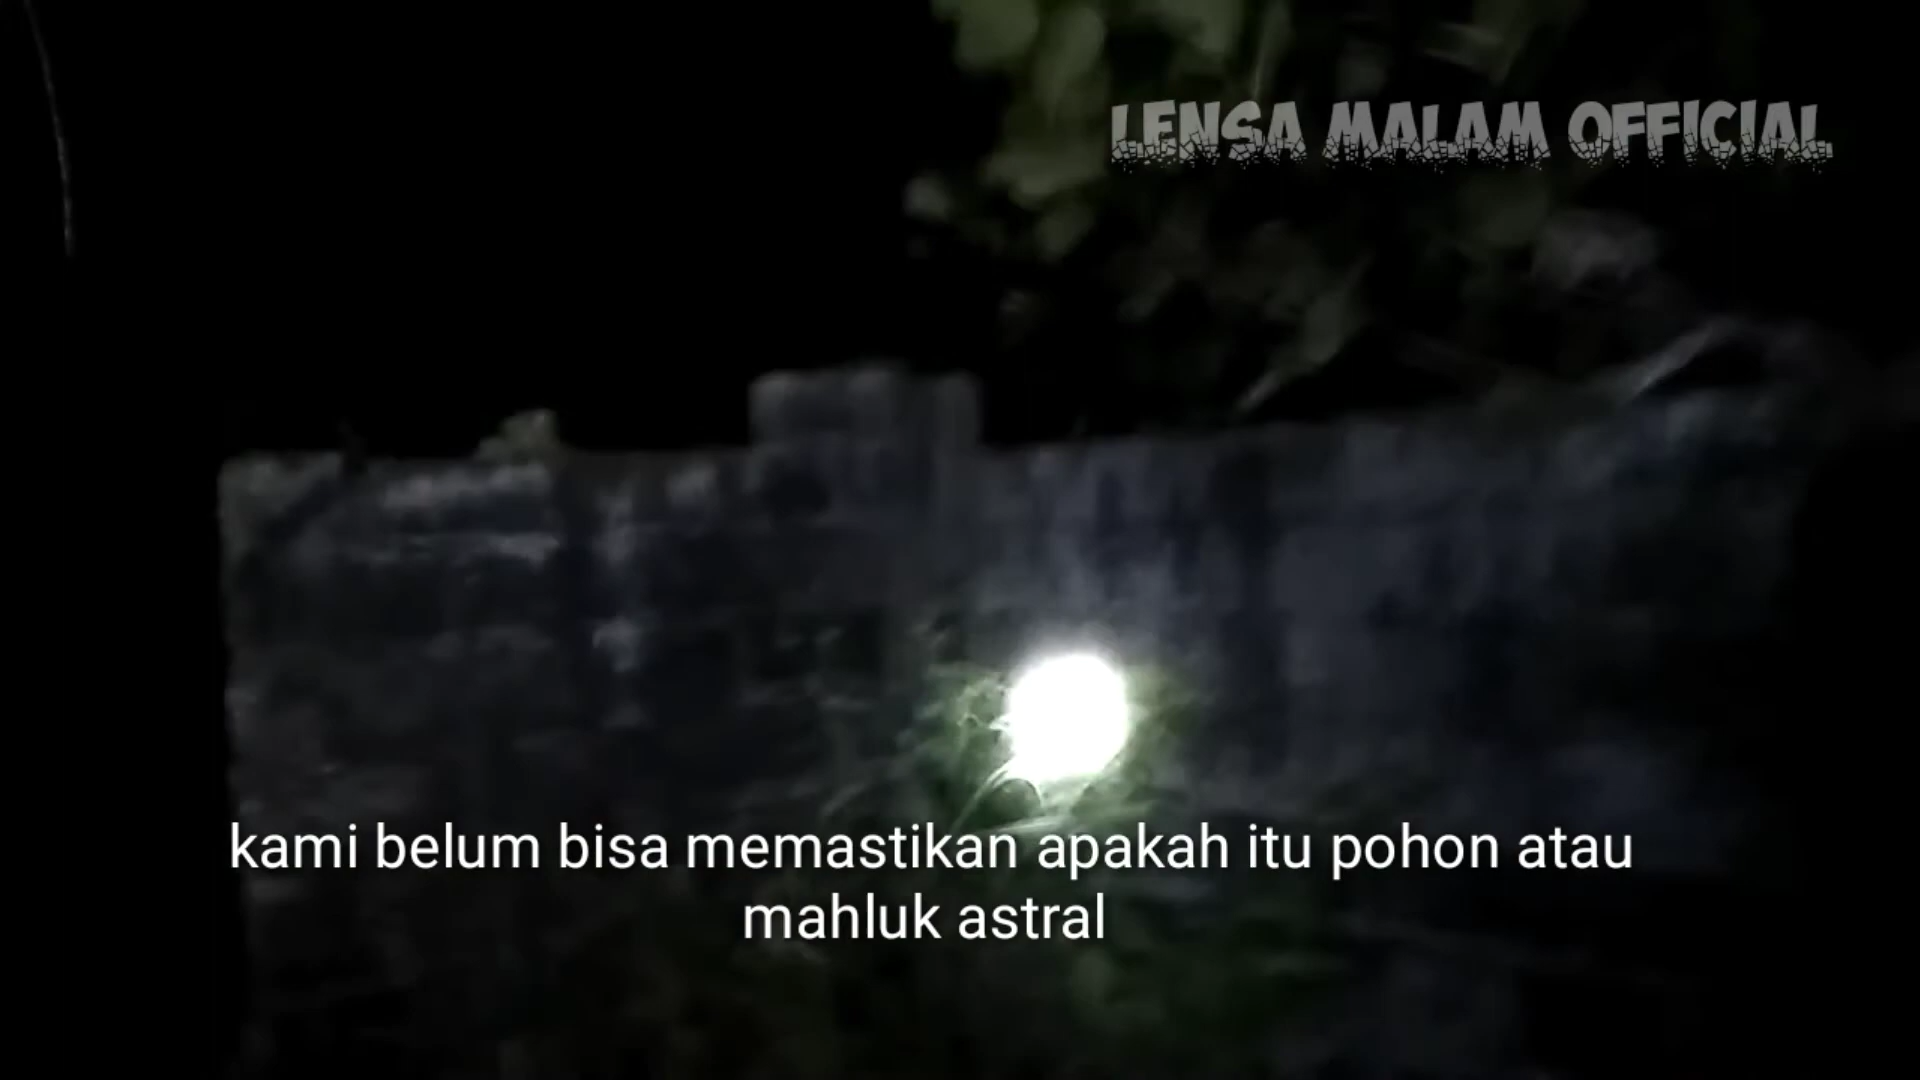 LENSA MALAM OFFICIAL
kami belum bisa memastikan apakah itu pohon atau
mahluk astral